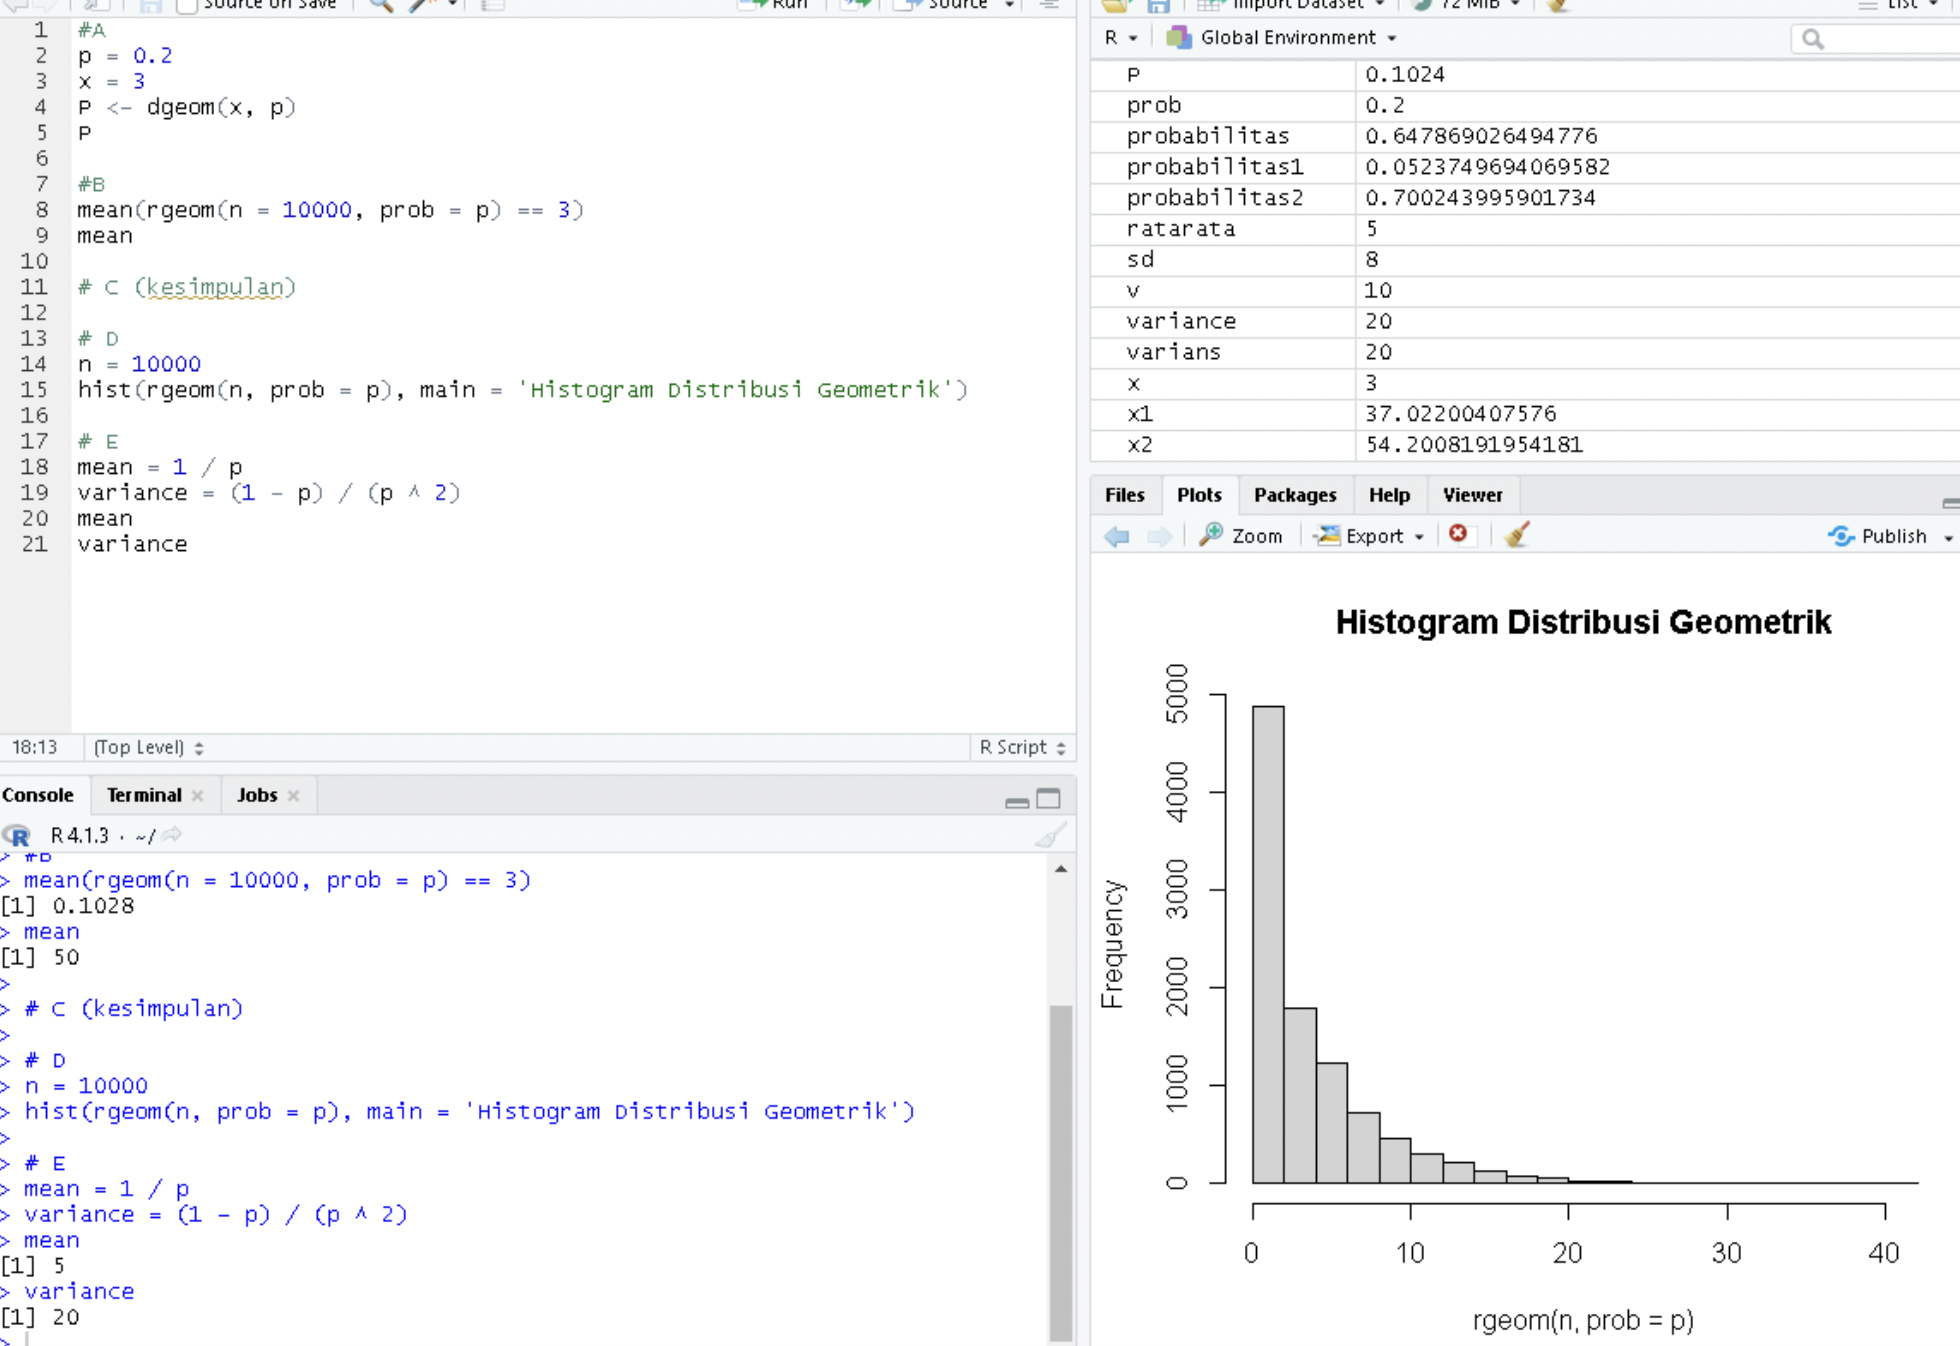 Source on Save
Run
Source
1 #A
2 p = 0.2
3 x = 3
4 P <- dgeom(x, p)
5 P
6
7 #B
8 mean(rgeom(n = 10000, prob = p) == 3)
9 mean
10
11 # C (kesimpulan)
12
13 # D
14 n = 10000
15 hist(rgeom(n, prob = p), main = 'Histogram Distribusi Geometrik')
16
17 # E
18 mean = 1 / p
19 variance = (1 - p) / (p ^ 2)
20 mean
21 variance
18:13 (Top Level) R Script
Console Terminal Jobs
R 4.1.3 · ~/
> #B
> mean(rgeom(n = 10000, prob = p) == 3)
[1] 0.1028
> mean
[1] 50
>
> # C (kesimpulan)
>
> # D
> n = 10000
> hist(rgeom(n, prob = p), main = 'Histogram Distribusi Geometrik')
>
> # E
> mean = 1 / p
> variance = (1 - p) / (p ^ 2)
> mean
[1] 5
> variance
[1] 20
>
Import Dataset 72 MiB List
R Global Environment
P 0.1024
prob 0.2
probabilitas 0.647869026494776
probabilitas1 0.0523749694069582
probabilitas2 0.700243995901734
ratarata 5
sd 8
v 10
variance 20
varians 20
x 3
x1 37.02200407576
x2 54.2008191954181
Files Plots Packages Help Viewer
Zoom Export Publish
Histogram Distribusi Geometrik
Frequency
5000
4000
3000
2000
1000
0
0 10 20 30 40
rgeom(n, prob = p)